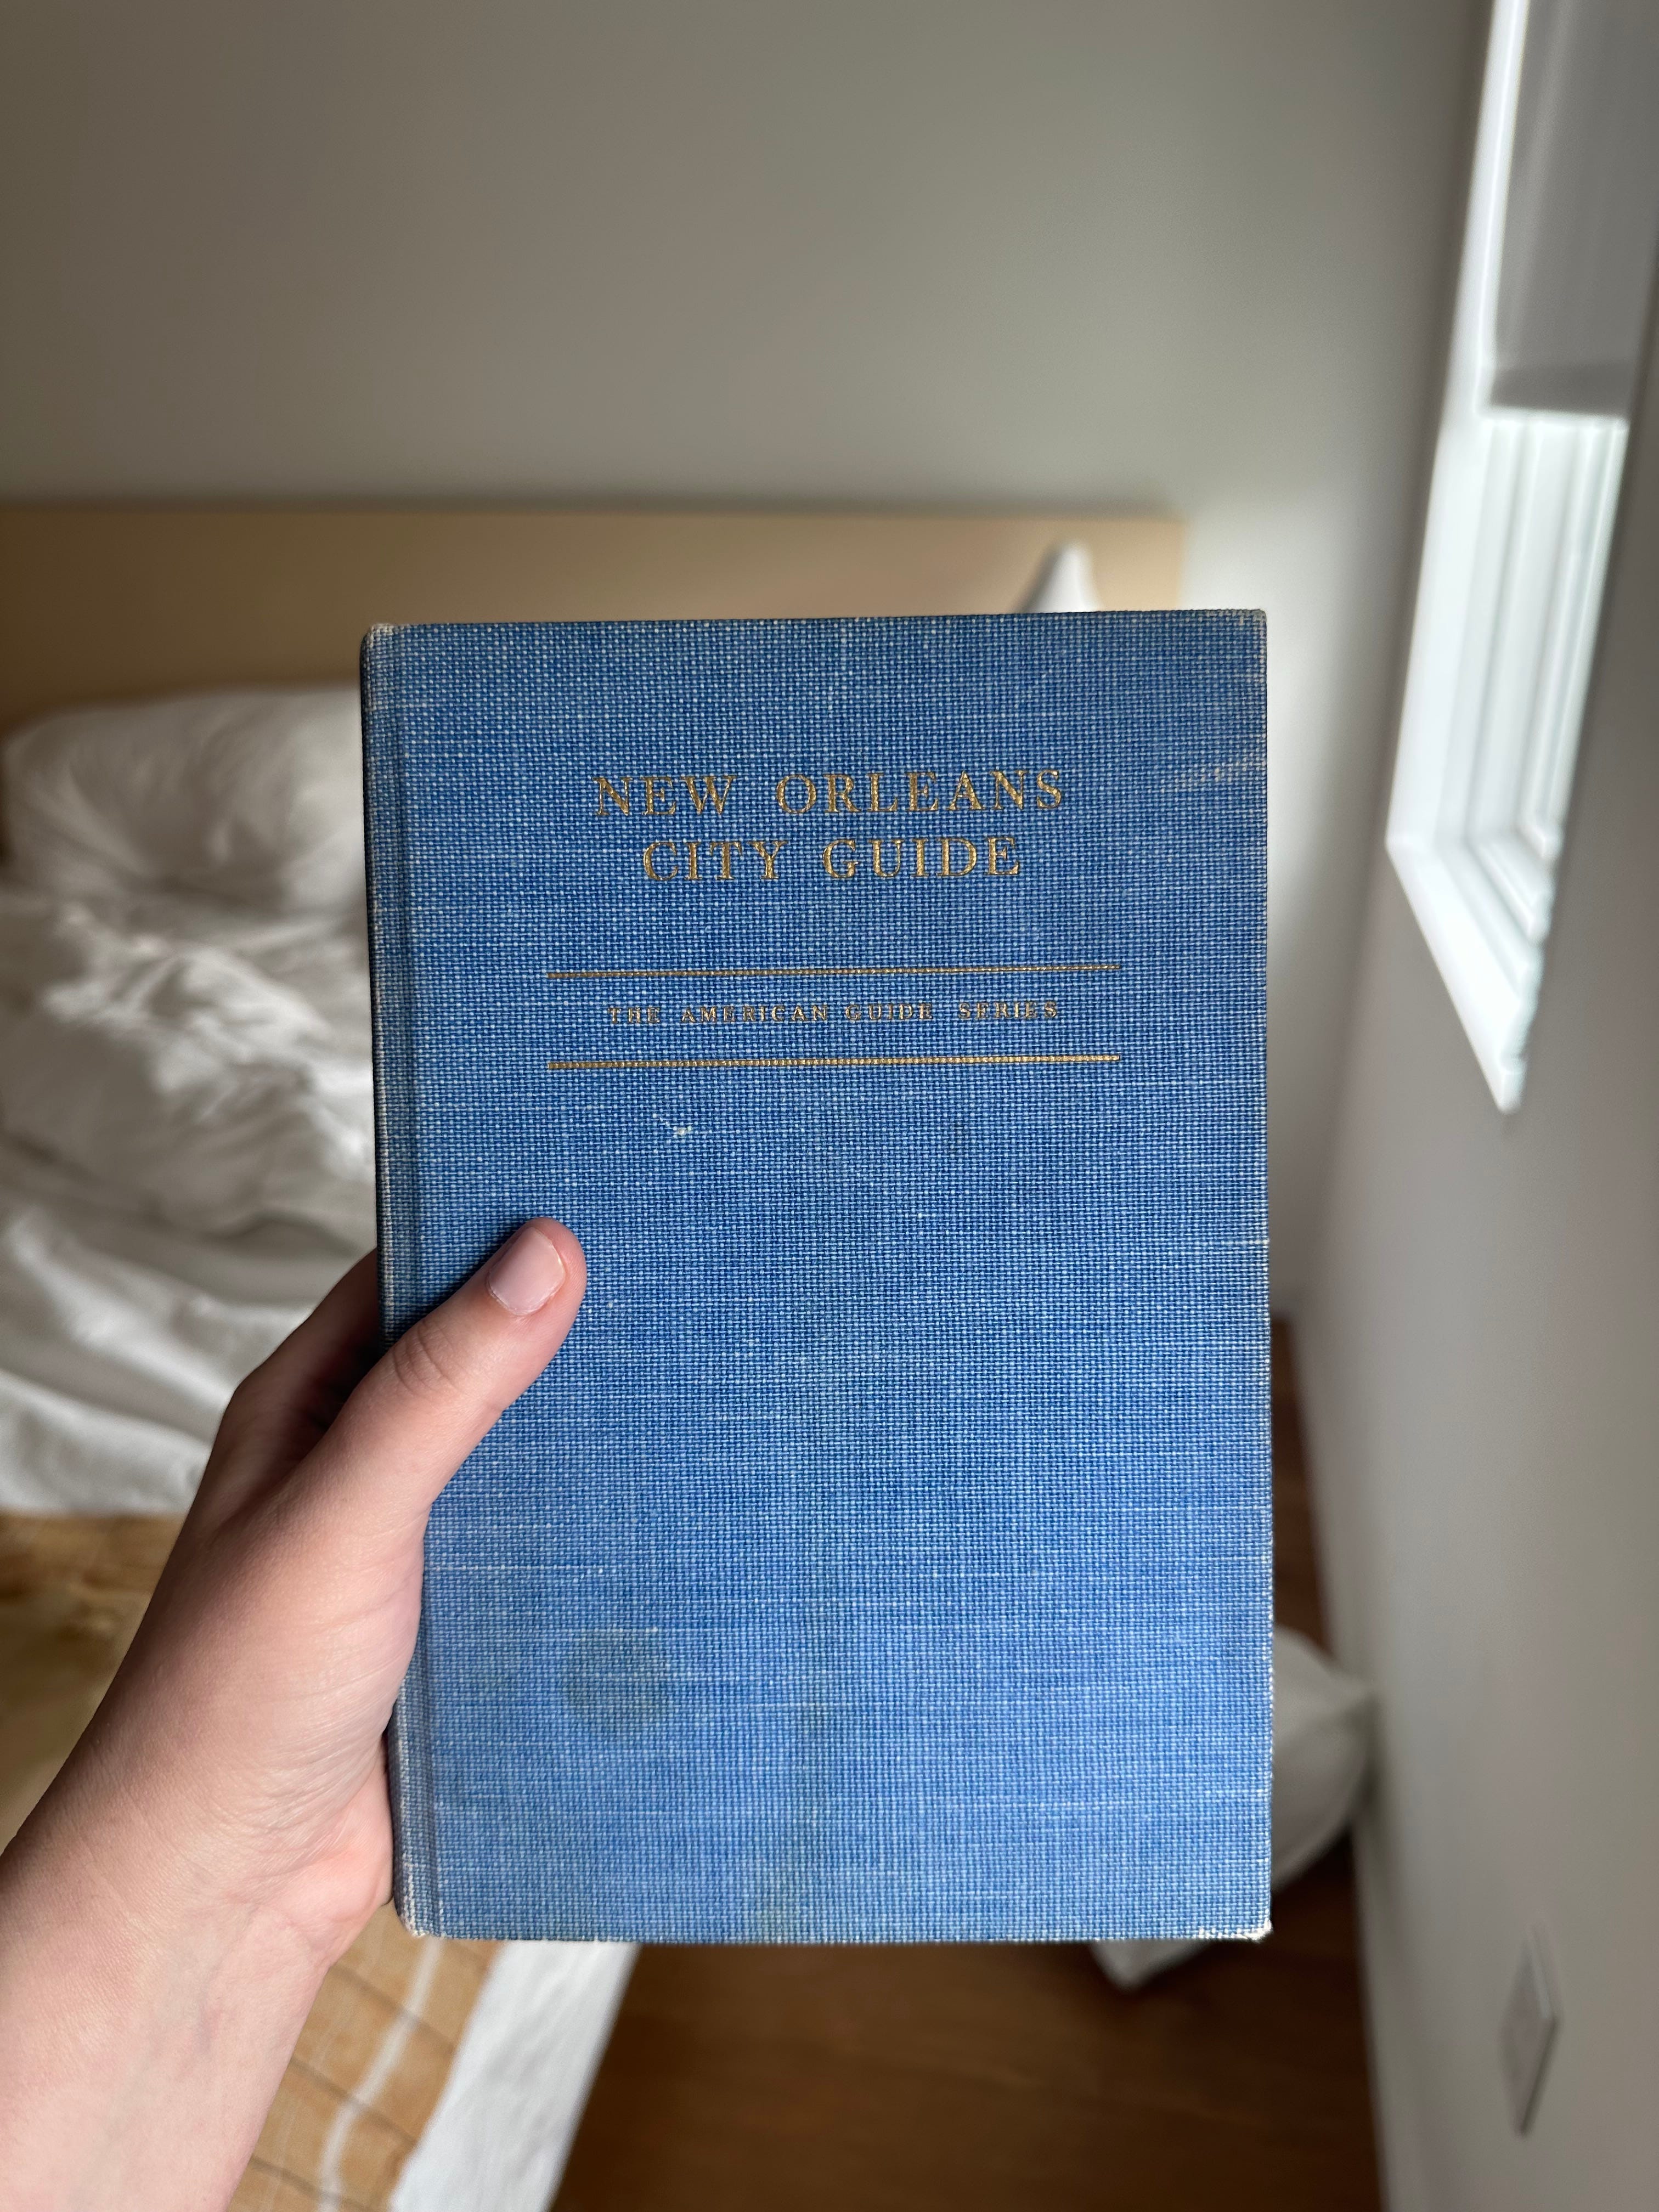 NEW ORLEANS
CITY GUIDE
THE AMERICAN GUIDE SERIES